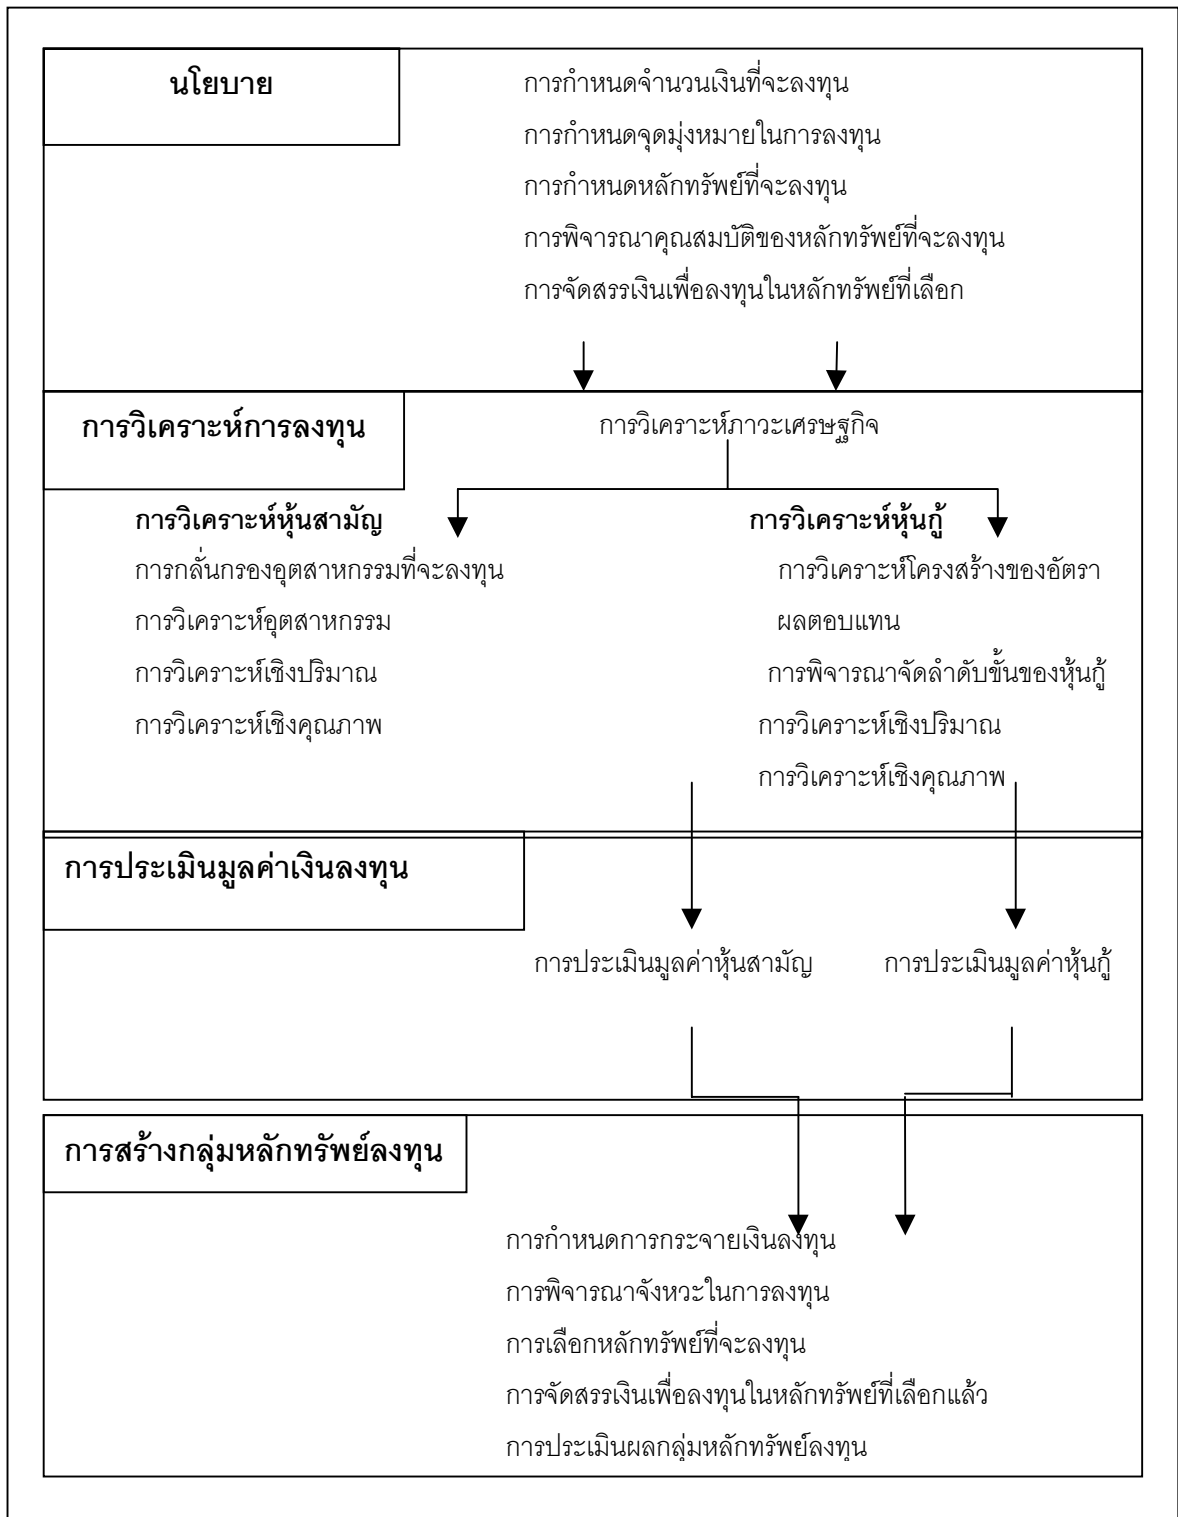 นโยบาย
การกำหนดจำนวนเงินที่จะลงทุน
การกำหนดจุดมุ่งหมายในการลงทุน
การกำหนดหลักทรัพย์ที่จะลงทุน
การพิจารณาคุณสมบัติของหลักทรัพย์ที่จะลงทุน
การจัดสรรเงินเพื่อลงทุนในหลักทรัพย์ที่เลือก
การวิเคราะห์การลงทุน
การวิเคราะห์ภาวะเศรษฐกิจ
การวิเคราะห์หุ้นสามัญ
การกลั่นกรองอุตสาหกรรมที่จะลงทุน
การวิเคราะห์อุตสาหกรรม
การวิเคราะห์เชิงปริมาณ
การวิเคราะห์เชิงคุณภาพ
การวิเคราะห์หุ้นกู้
การวิเคราะห์โครงสร้างของอัตรา
ผลตอบแทน
การพิจารณาจัดลำดับขั้นของหุ้นกู้
การวิเคราะห์เชิงปริมาณ
การวิเคราะห์เชิงคุณภาพ
การประเมินมูลค่าเงินลงทุน
การประเมินมูลค่าหุ้นสามัญ
การประเมินมูลค่าหุ้นกู้
การสร้างกลุ่มหลักทรัพย์ลงทุน
การกำหนดการกระจายเงินลงทุน
การพิจารณาจังหวะในการลงทุน
การเลือกหลักทรัพย์ที่จะลงทุน
การจัดสรรเงินเพื่อลงทุนในหลักทรัพย์ที่เลือกแล้ว
การประเมินผลกลุ่มหลักทรัพย์ลงทุน